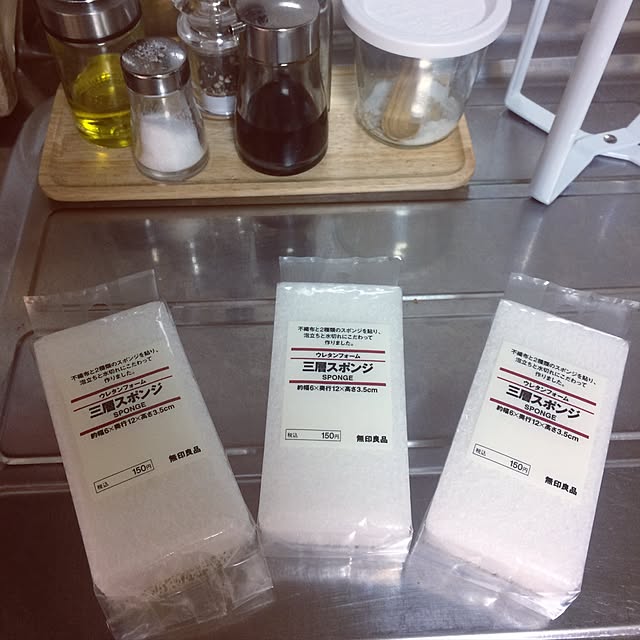 不織布と2種類のスポンジを貼り、
泡立ちと水切れにこだわって
作りました。
ウレタンフォーム
三層スポンジ
SPONGE
約幅6×奥行12×高さ3.5cm
税込 150円
無印良品
不織布と2種類のスポンジを貼り、
泡立ちと水切れにこだわって
作りました。
ウレタンフォーム
三層スポンジ
SPONGE
約幅6×奥行12×高さ3.5cm
税込 150円
無印良品
不織布と2種類のスポンジを貼り、
泡立ちと水切れにこだわって
作りました。
ウレタンフォーム
三層スポンジ
SPONGE
約幅6×奥行12×高さ3.5cm
税込 150円
無印良品